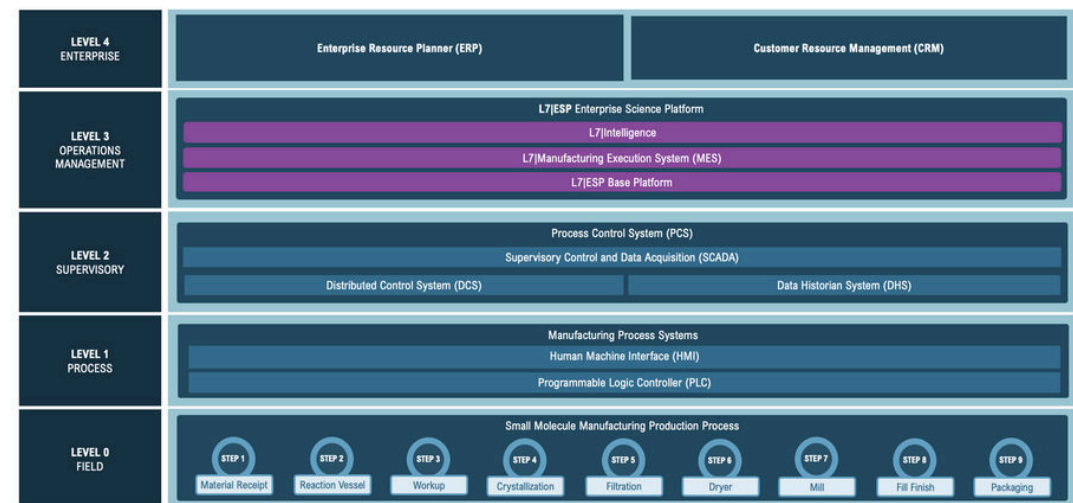 LEVEL 4
ENTERPRISE
Enterprise Resource Planner (ERP)
Customer Resource Management (CRM)
LEVEL 3
OPERATIONS
MANAGEMENT
L7|ESP Enterprise Science Platform
L7|Intelligence
L7|Manufacturing Execution System (MES)
L7|ESP Base Platform
LEVEL 2
SUPERVISORY
Process Control System (PCS)
Supervisory Control and Data Acquisition (SCADA)
Distributed Control System (DCS)
Data Historian System (DHS)
LEVEL 1
PROCESS
Manufacturing Process Systems
Human Machine Interface (HMI)
Programmable Logic Controller (PLC)
LEVEL 0
FIELD
Small Molecule Manufacturing Production Process
STEP 1
Material Receipt
STEP 2
Reaction Vessel
STEP 3
Workup
STEP 4
Crystallization
STEP 5
Filtration
STEP 6
Dryer
STEP 7
Mill
STEP 8
Fill Finish
STEP 9
Packaging